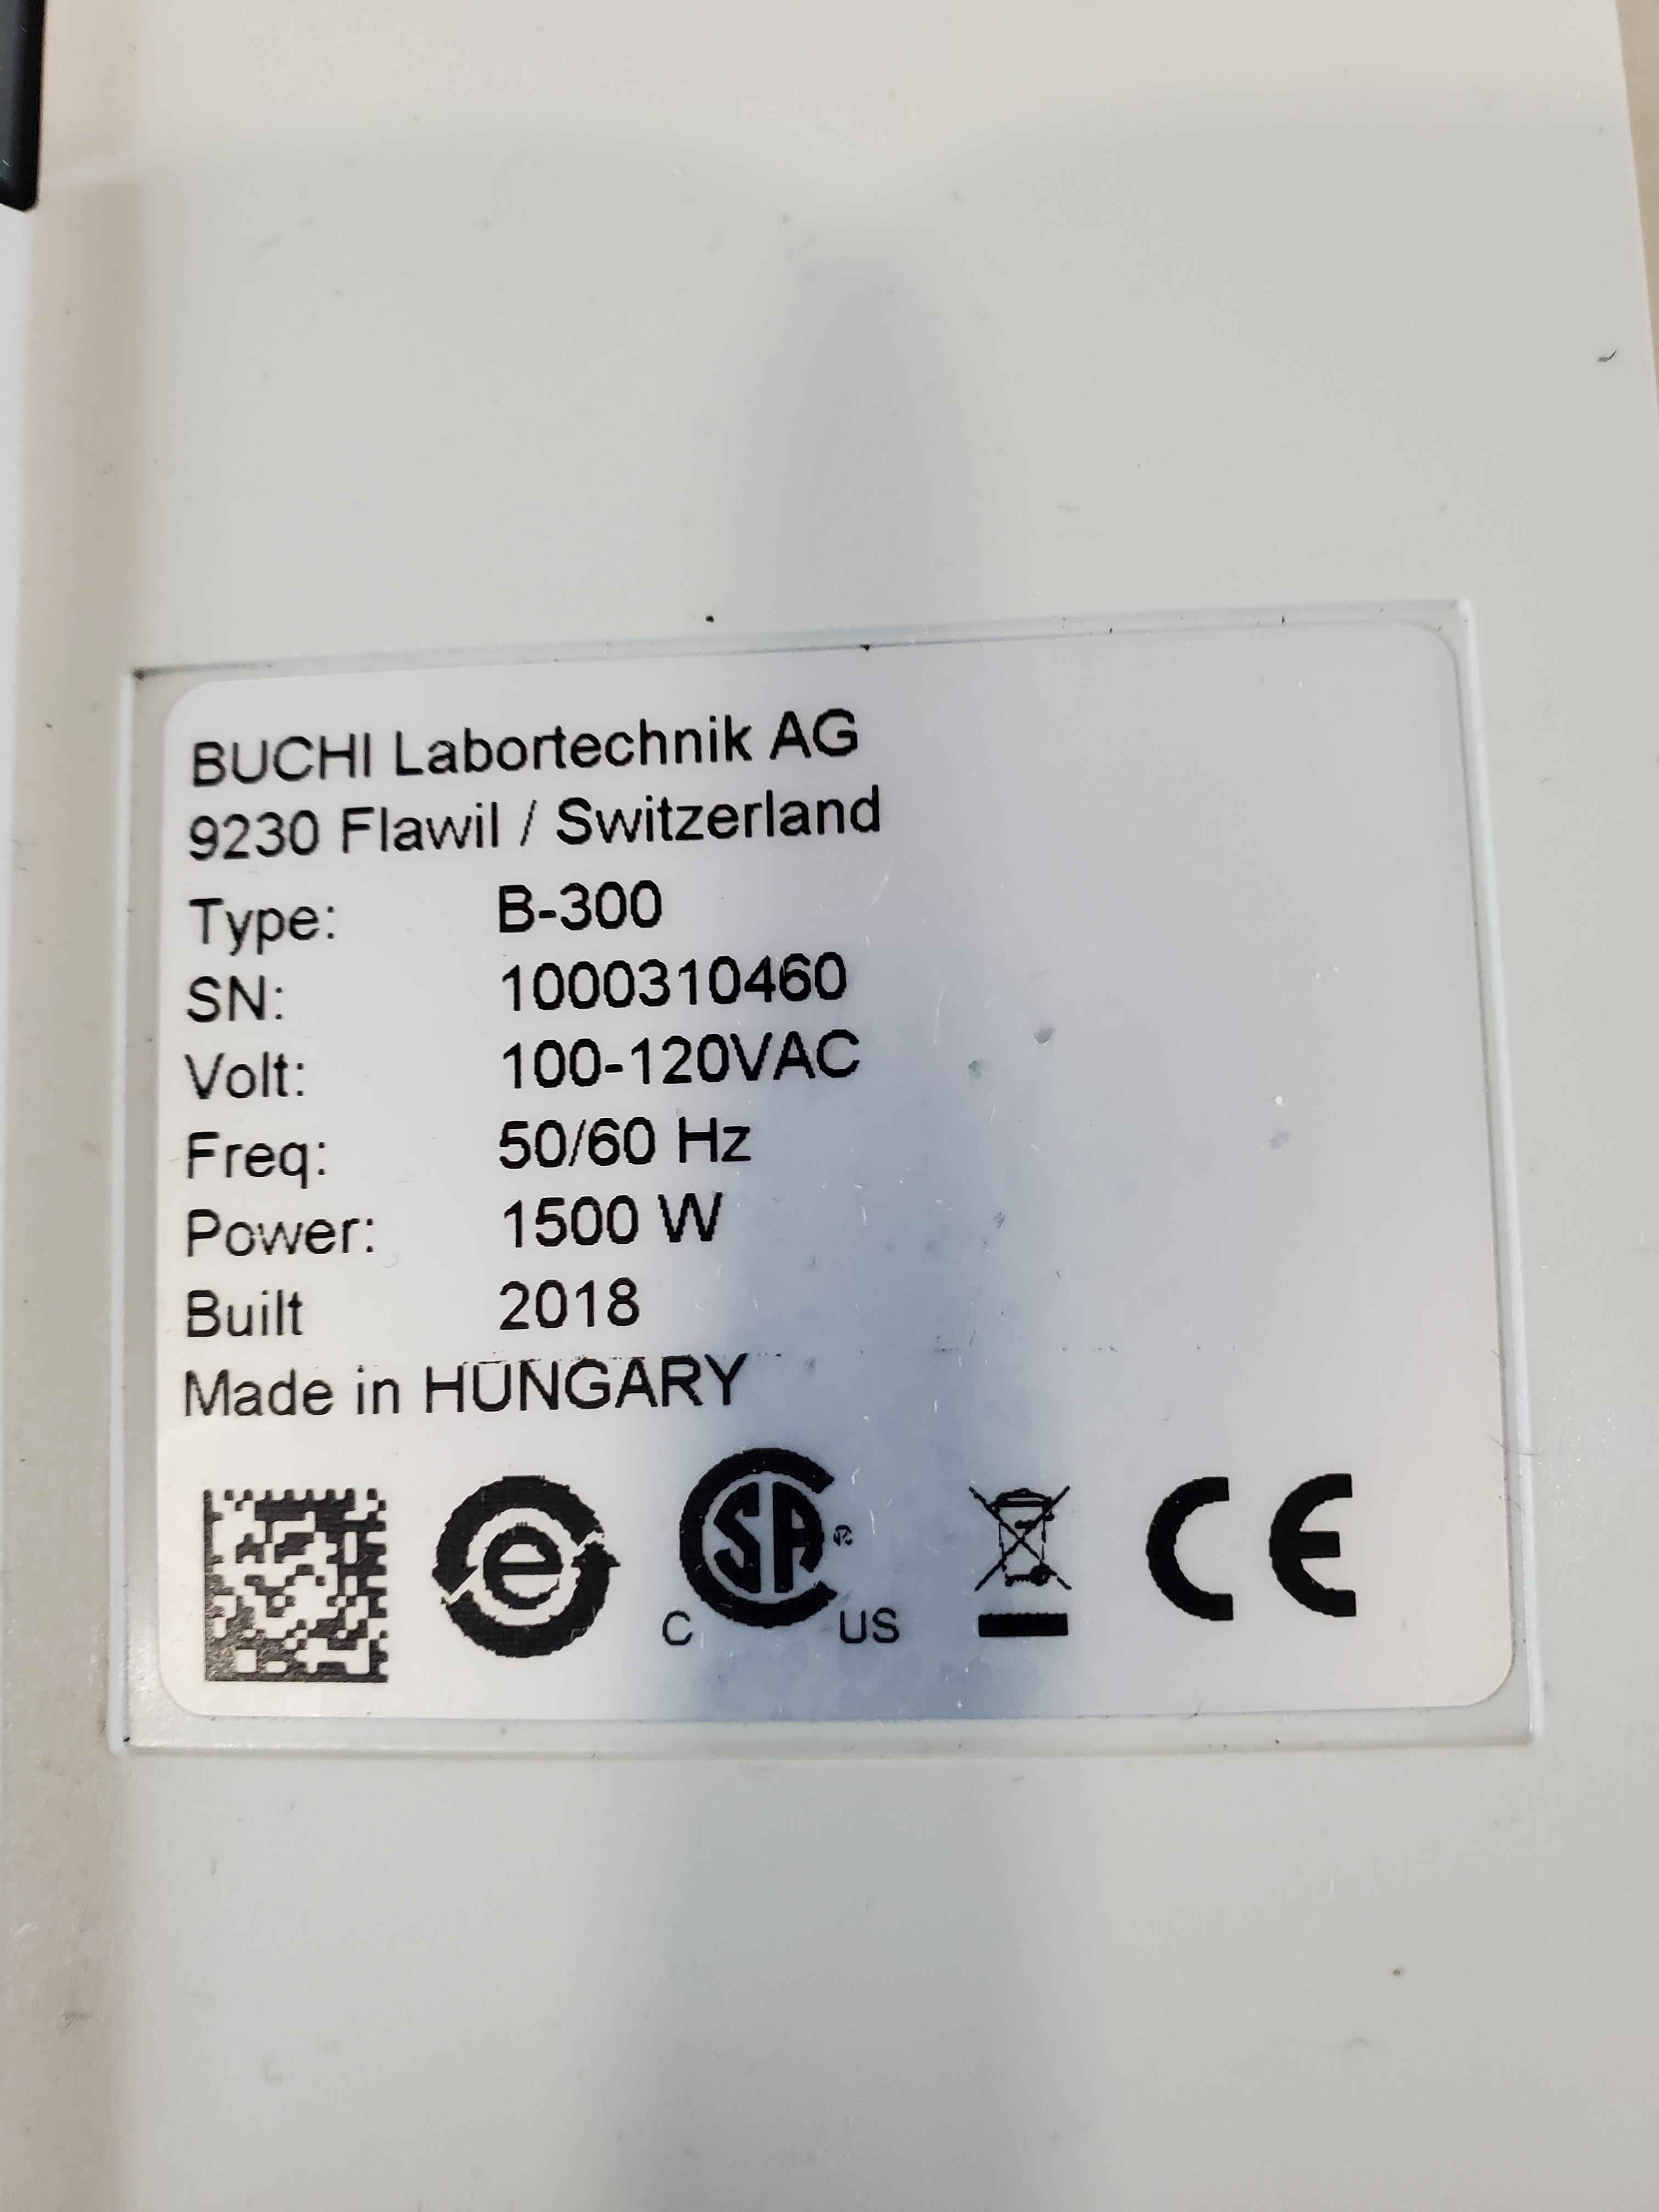 BUCHI Labortechnik AG
9230 Flawil / Switzerland
Type: B-300
SN: 1000310460
Volt: 100-120VAC
Freq: 50/60 Hz
Power: 1500 W
Built 2018
Made in HUNGARY
e
C SA ® C US
CE